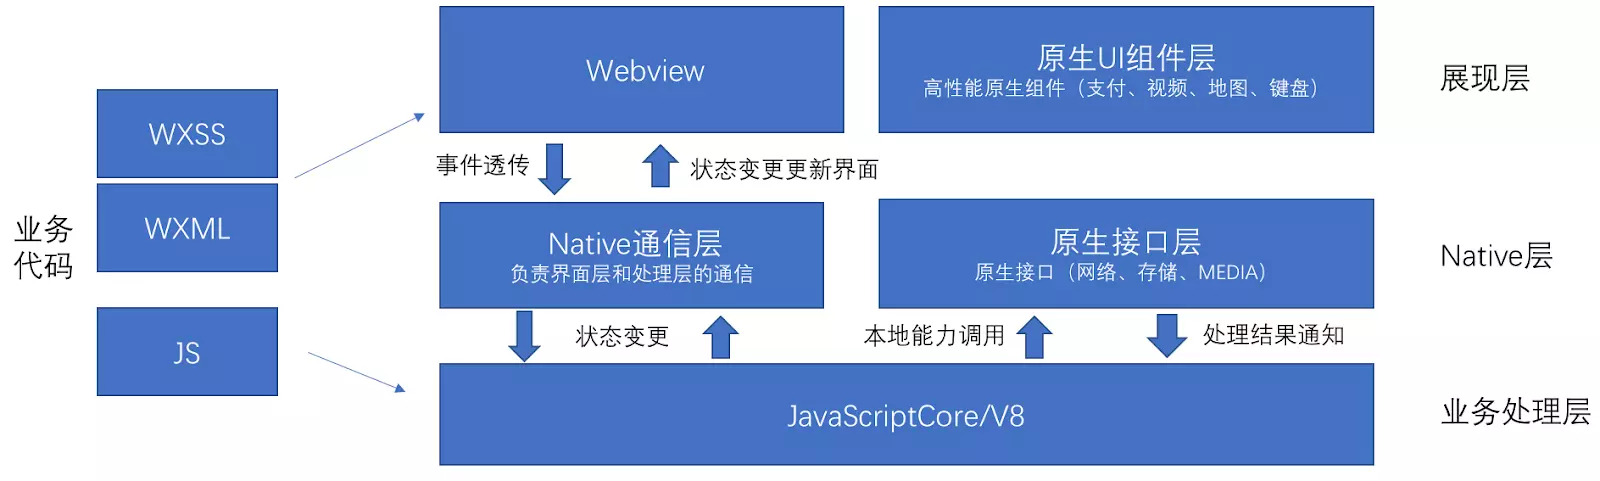 Webview
原生UI组件层
高性能原生组件（支付、视频、地图、键盘）
展现层
WXSS
事件透传
状态变更更新界面
业务
代码
WXML
Native通信层
负责界面层和处理层的通信
原生接口层
原生接口（网络、存储、MEDIA）
Native层
JS
状态变更
本地能力调用
处理结果通知
JavaScriptCore/V8
业务处理层